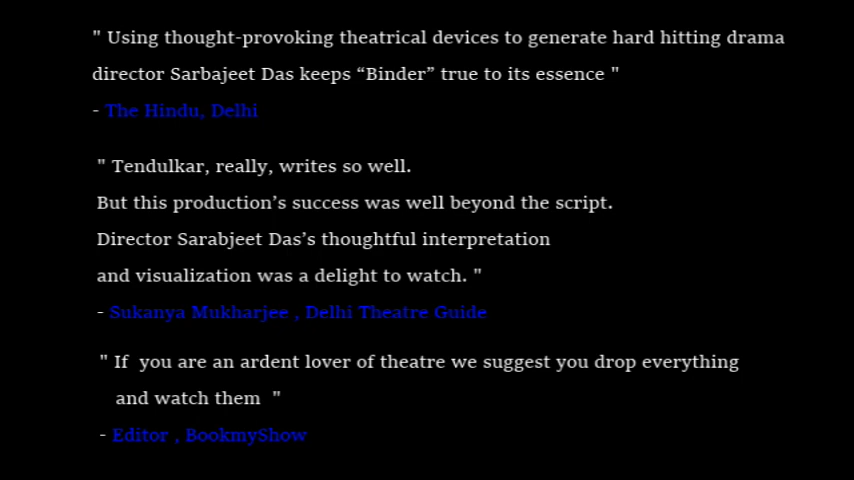 " Using thought-provoking theatrical devices to generate hard hitting drama
director Sarbajeet Das keeps “Binder” true to its essence "
- The Hindu, Delhi
" Tendulkar, really, writes so well.
But this production’s success was well beyond the script.
Director Sarabjeet Das’s thoughtful interpretation
and visualization was a delight to watch. "
- Sukanya Mukharjee , Delhi Theatre Guide
" If  you are an ardent lover of theatre we suggest you drop everything
and watch them  "
- Editor , BookmyShow